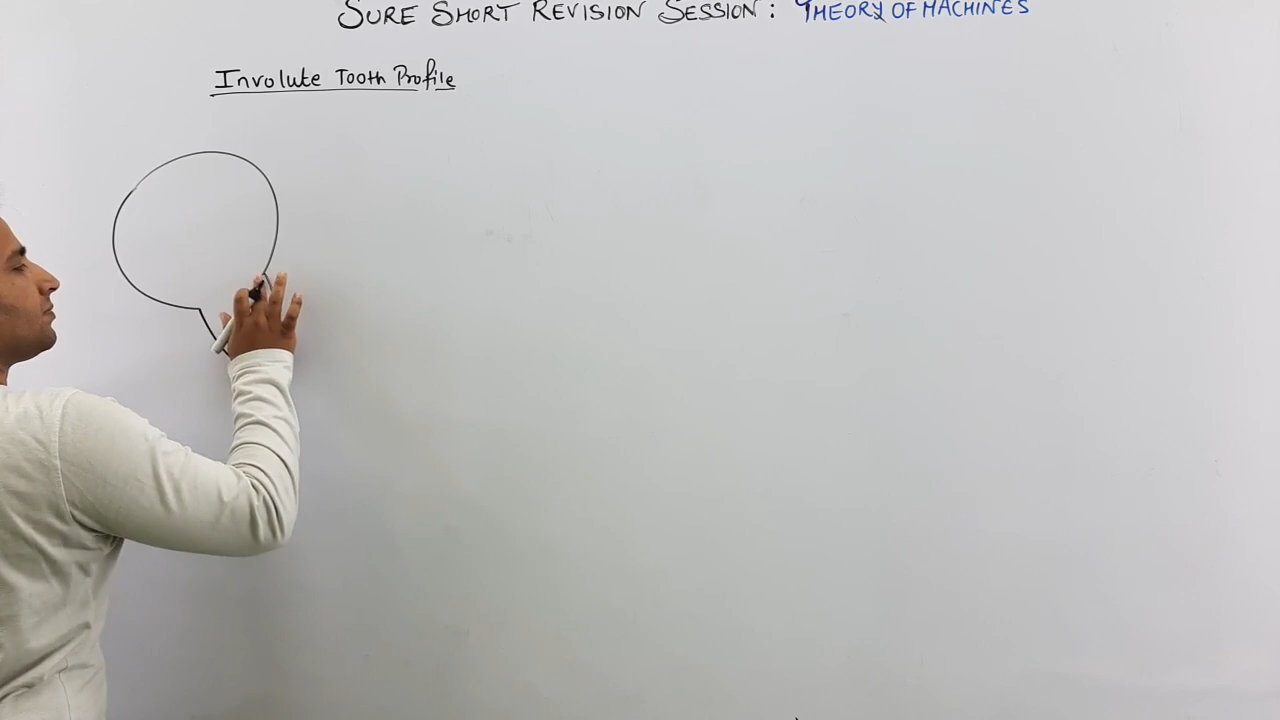 SURE SHORT REVISION SESSION: THEORY OF MACHINES
Involute Tooth Profile